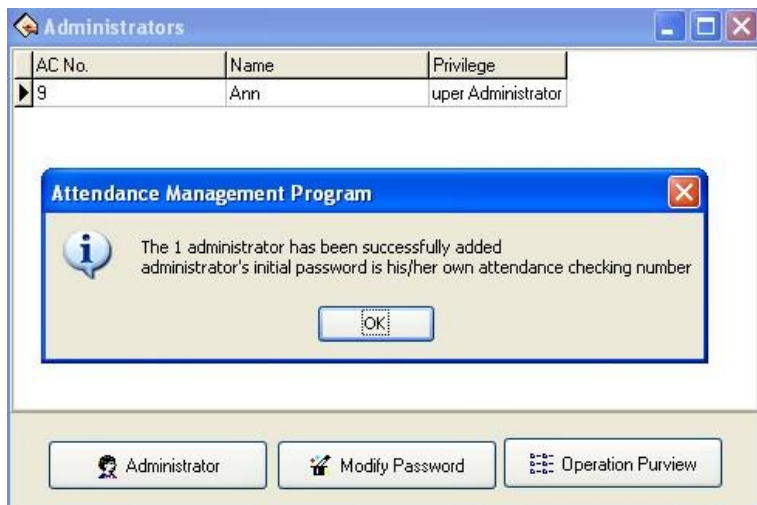 Administrators
AC No. Name Privilege
9 Ann uper Administrator
Attendance Management Program
The 1 administrator has been successfully added
administrator's initial password is his/her own attendance checking number
OK
Administrator Modify Password Operation Purview